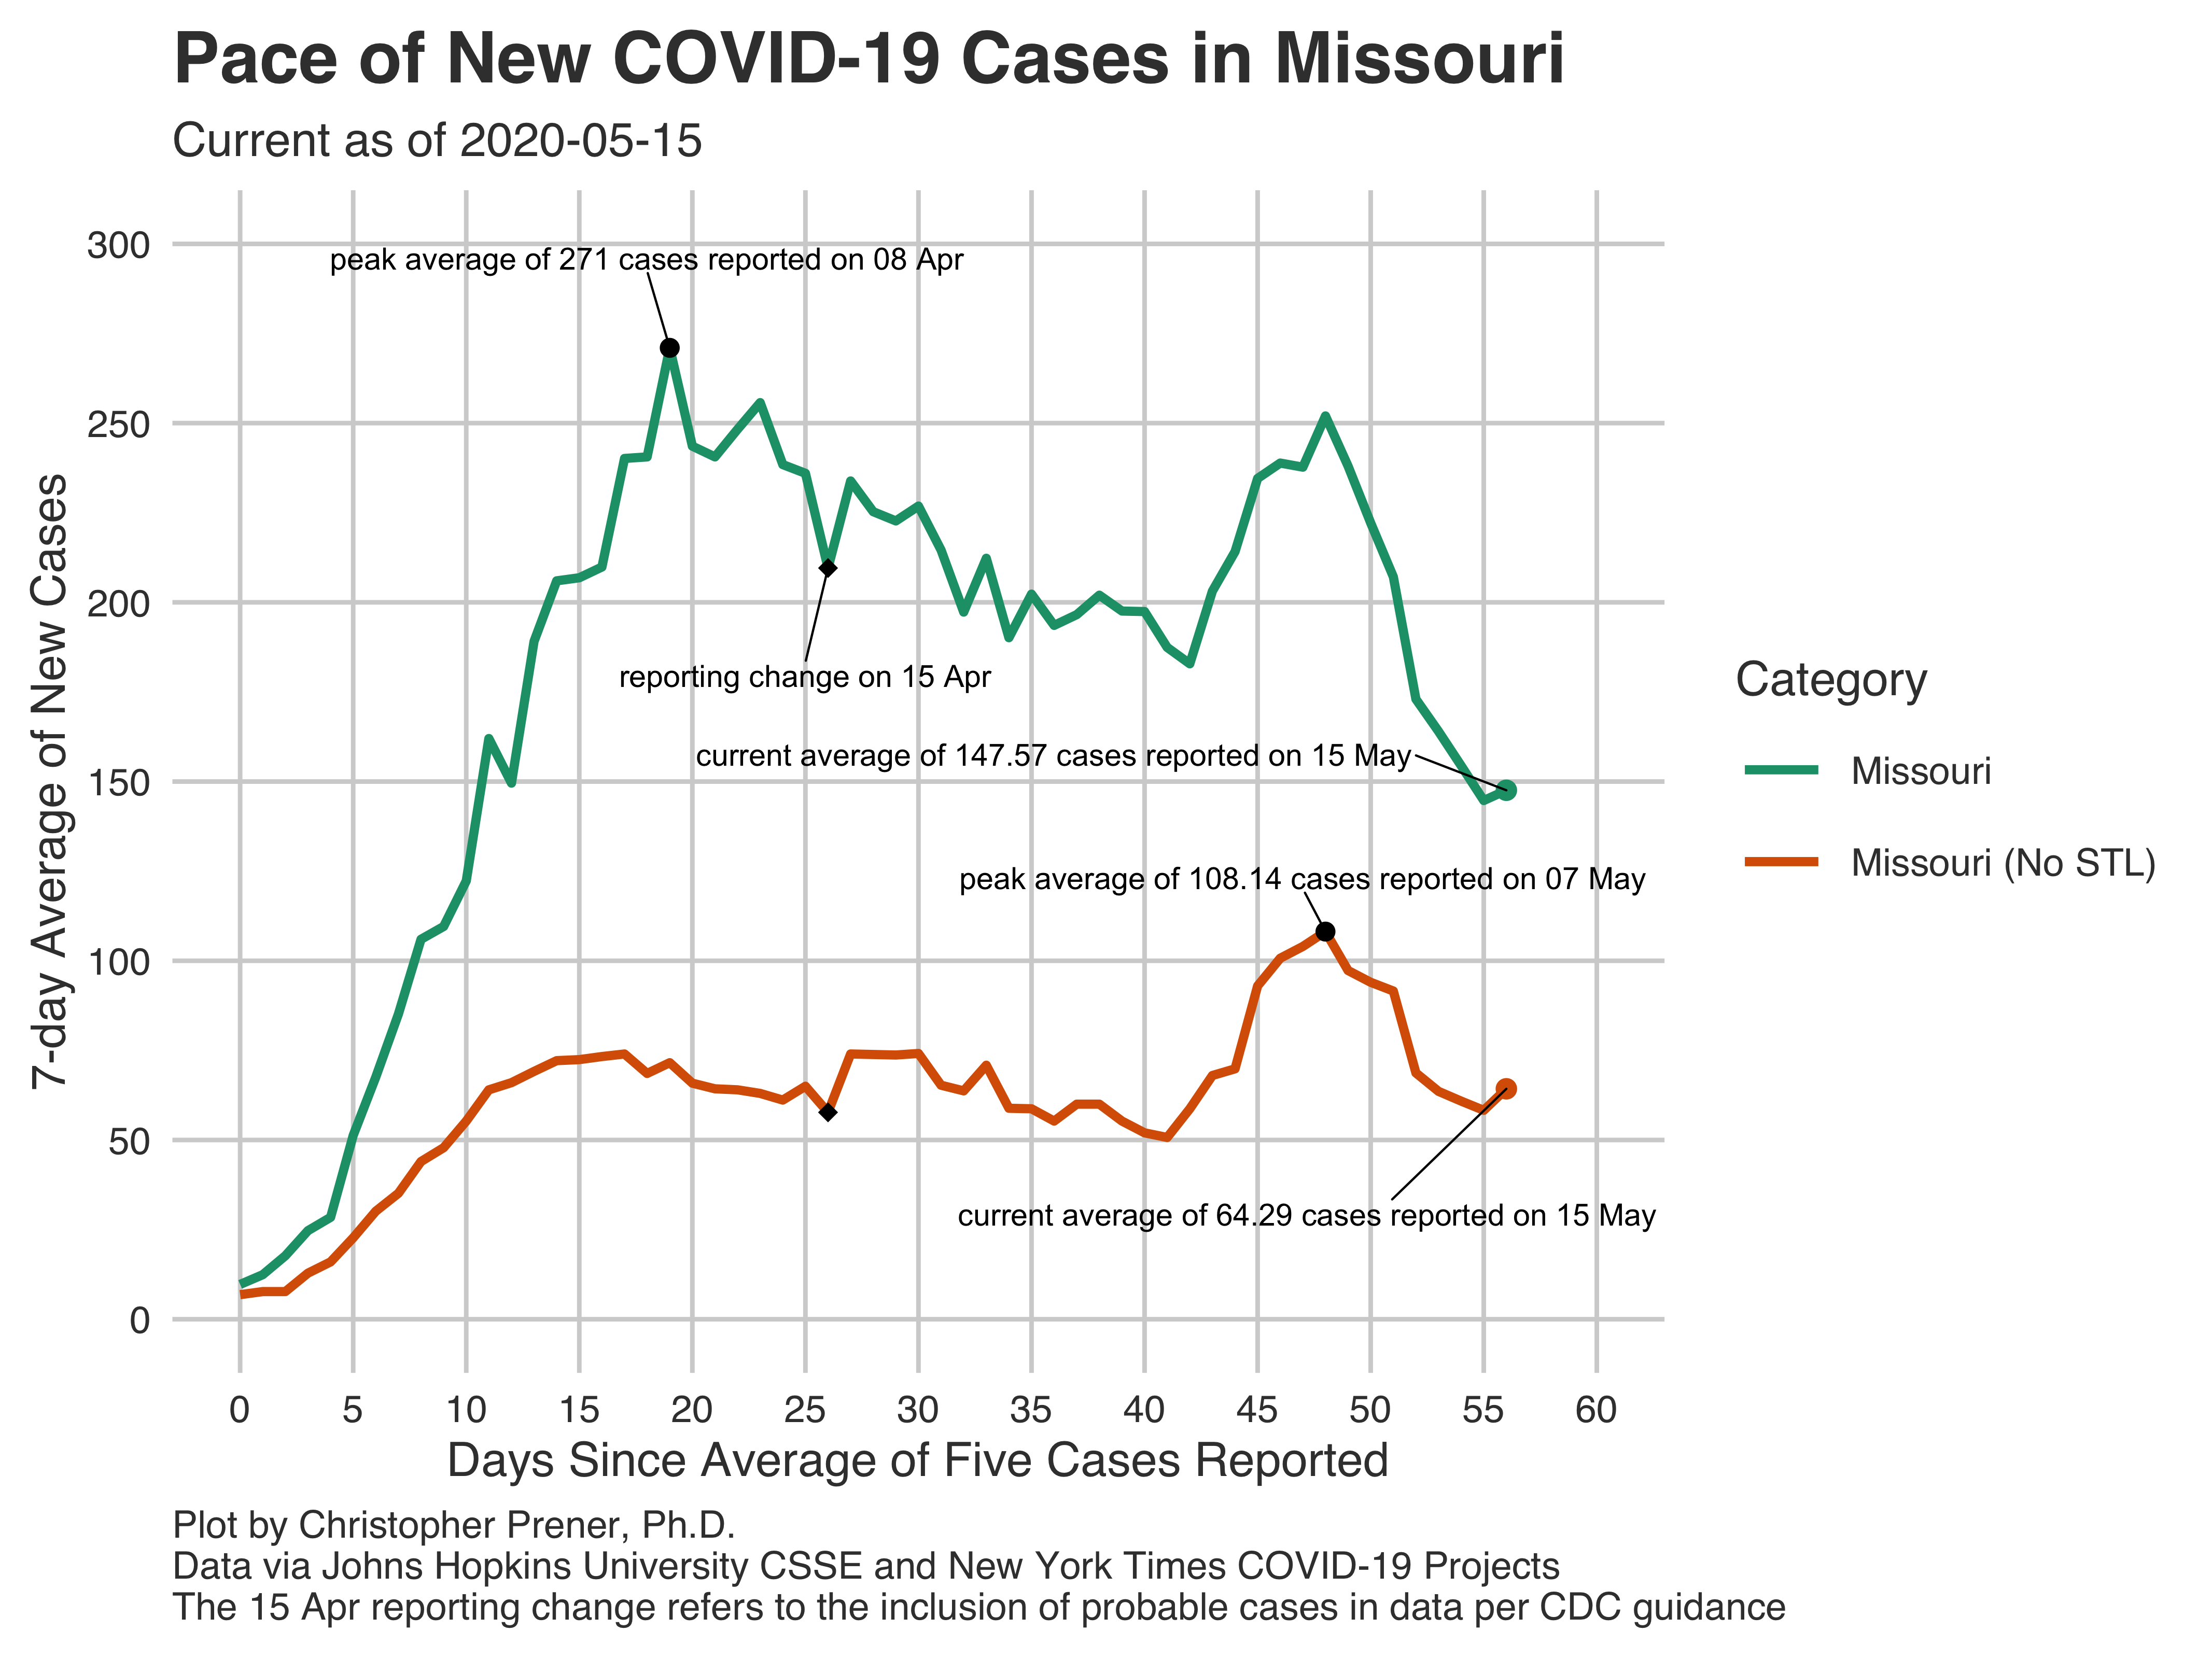 Pace of New COVID-19 Cases in Missouri
Current as of 2020-05-15
7-day Average of New Cases
300
250
200
150
100
50
0
peak average of 271 cases reported on 08 Apr
reporting change on 15 Apr
current average of 147.57 cases reported on 15 May
peak average of 108.14 cases reported on 07 May
current average of 64.29 cases reported on 15 May
Category
Missouri
Missouri (No STL)
0 5 10 15 20 25 30 35 40 45 50 55 60
Days Since Average of Five Cases Reported
Plot by Christopher Prener, Ph.D.
Data via Johns Hopkins University CSSE and New York Times COVID-19 Projects
The 15 Apr reporting change refers to the inclusion of probable cases in data per CDC guidance